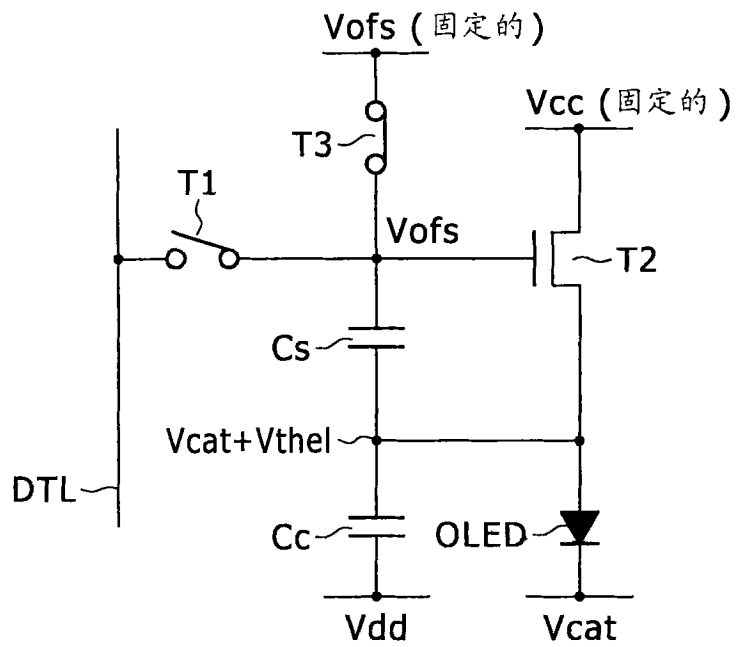 Vofs (固定的)
Vcc (固定的)
T3
T1
Vofs
T2
Cs
Vcat+Vthel
DTL
Cc
OLED
Vdd
Vcat